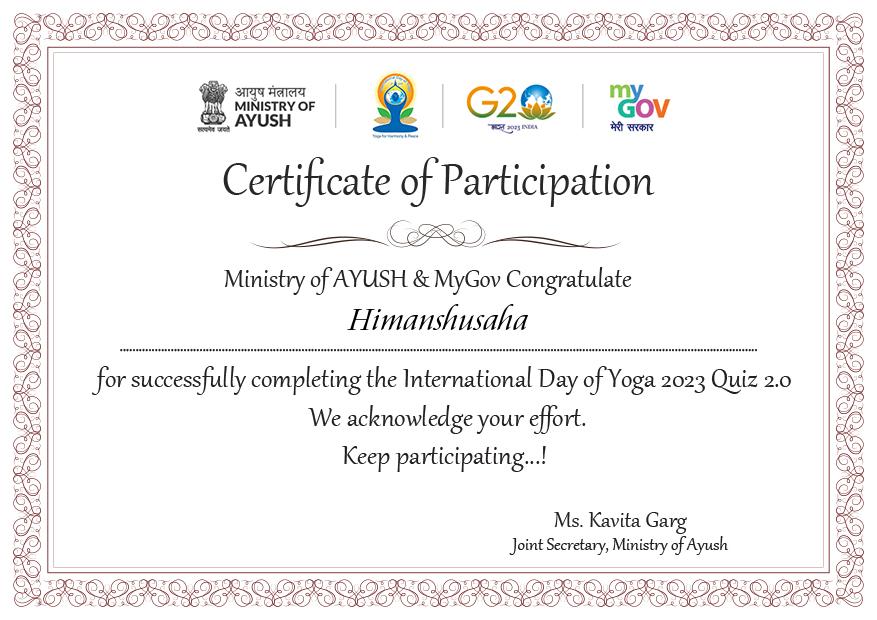 आयुष मंत्रालय
MINISTRY OF
AYUSH
सत्यमेव जयते
Yoga for Harmony & Peace
G20
भारत 2023 INDIA
my
GOV
मेरी सरकार
Certificate of Participation
Ministry of AYUSH & MyGov Congratulate
Himanshusaha
for successfully completing the International Day of Yoga 2023 Quiz 2.0
We acknowledge your effort.
Keep participating...!
Ms. Kavita Garg
Joint Secretary, Ministry of Ayush